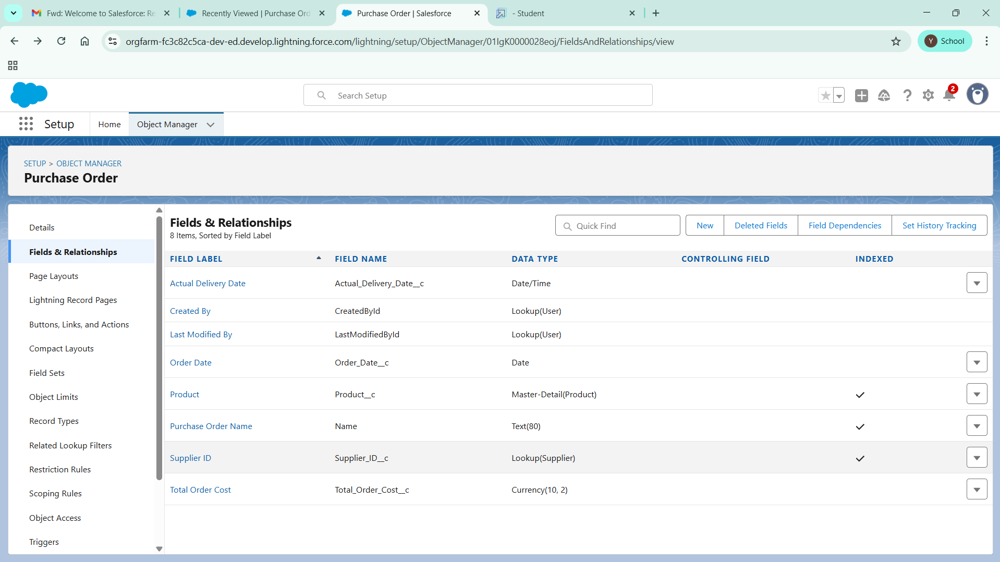 Fwd: Welcome to Salesforce: Re
Recently Viewed | Purchase Ord
Purchase Order | Salesforce
- Student
orgfarm-fc3c82c5ca-dev-ed.develop.lightning.force.com/lightning/setup/ObjectManager/01IgK0000028eoj/FieldsAndRelationships/view
Y School
Search Setup
2
Setup Home Object Manager
SETUP > OBJECT MANAGER
Purchase Order
Details
Fields & Relationships
Page Layouts
Lightning Record Pages
Buttons, Links, and Actions
Compact Layouts
Field Sets
Object Limits
Record Types
Related Lookup Filters
Restriction Rules
Scoping Rules
Object Access
Triggers
Fields & Relationships
8 Items, Sorted by Field Label
Quick Find
New Deleted Fields Field Dependencies Set History Tracking
FIELD LABEL FIELD NAME DATA TYPE CONTROLLING FIELD INDEXED
Actual Delivery Date Actual_Delivery_Date__c Date/Time
Created By CreatedById Lookup(User)
Last Modified By LastModifiedById Lookup(User)
Order Date Order_Date__c Date
Product Product__c Master-Detail(Product)
Purchase Order Name Name Text(80)
Supplier ID Supplier_ID__c Lookup(Supplier)
Total Order Cost Total_Order_Cost__c Currency(10, 2)